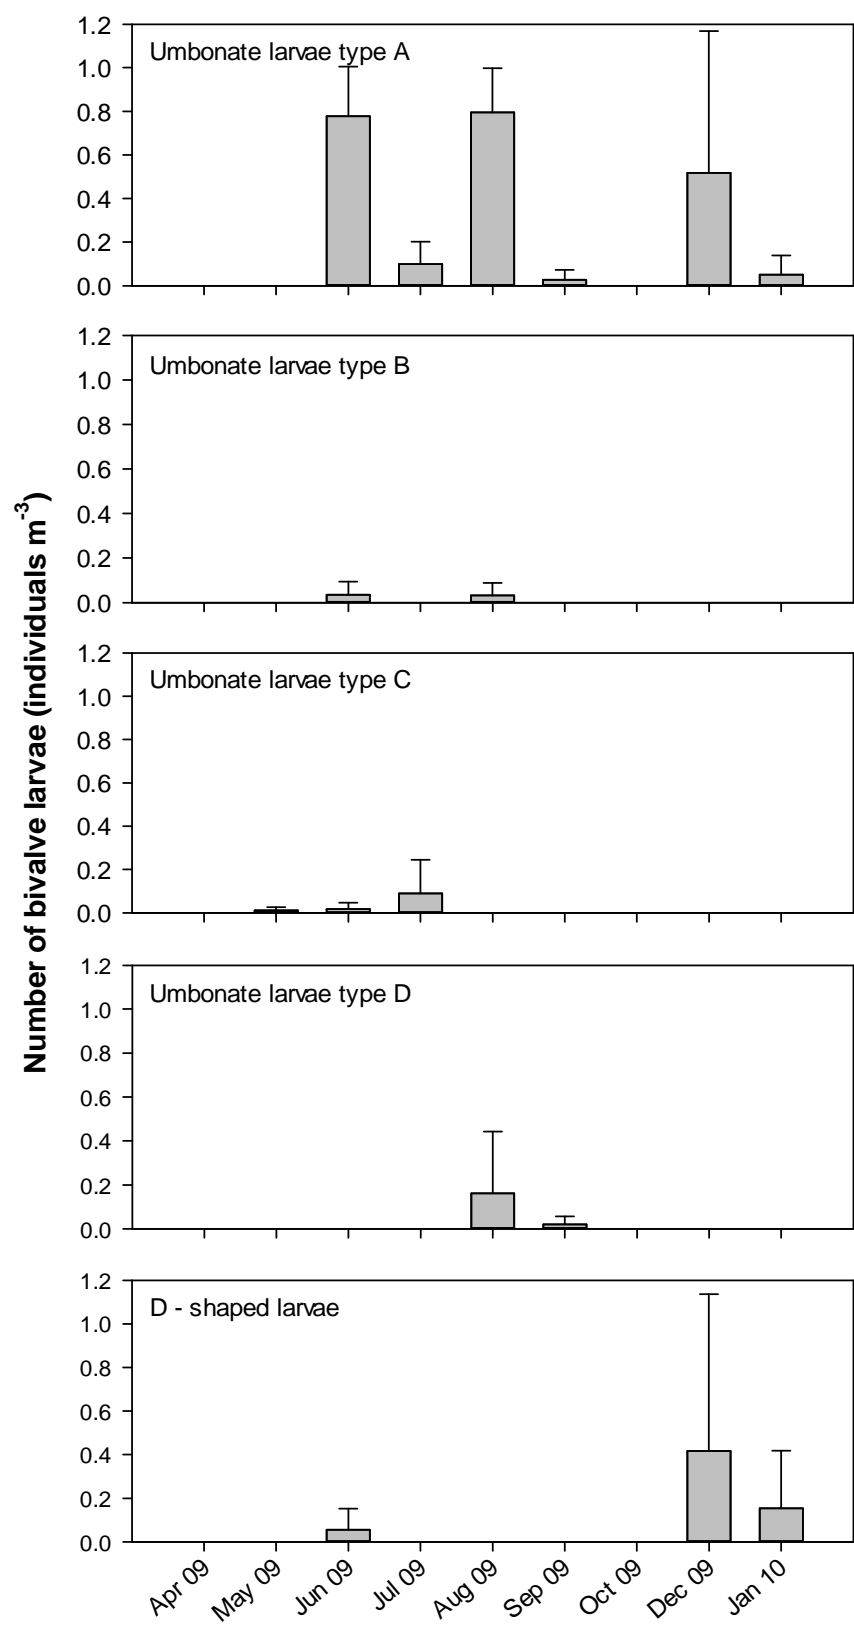 Number of bivalve larvae (individuals m-3)
Umbonate larvae type A
1.2
1.0
0.8
0.6
0.4
0.2
0.0
Umbonate larvae type B
1.2
1.0
0.8
0.6
0.4
0.2
0.0
Umbonate larvae type C
1.2
1.0
0.8
0.6
0.4
0.2
0.0
Umbonate larvae type D
1.2
1.0
0.8
0.6
0.4
0.2
0.0
D - shaped larvae
1.2
1.0
0.8
0.6
0.4
0.2
0.0
Apr 09
May 09
Jun 09
Jul 09
Aug 09
Sep 09
Oct 09
Dec 09
Jan 10